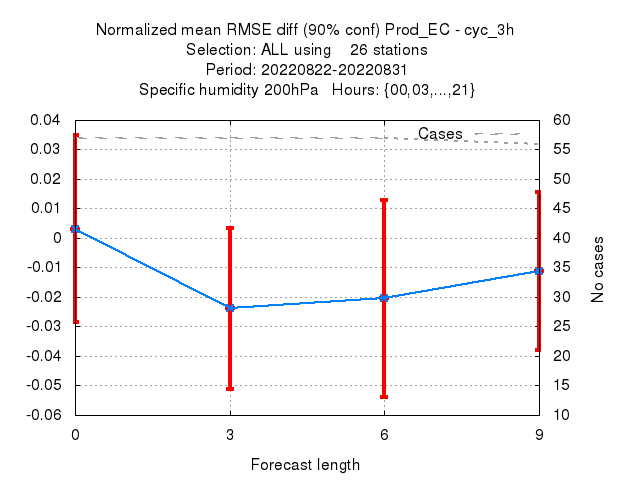 Normalized mean RMSE diff (90% conf) Prod_EC - cyc_3h
Selection: ALL using    26 stations
Period: 20220822-20220831
Specific humidity 200hPa   Hours: {00,03,...,21}
Cases
0.04
0.03
0.02
0.01
0
-0.01
-0.02
-0.03
-0.04
-0.05
-0.06
60
55
50
45
40
35
30
25
20
15
10
No cases
0 3 6 9
Forecast length